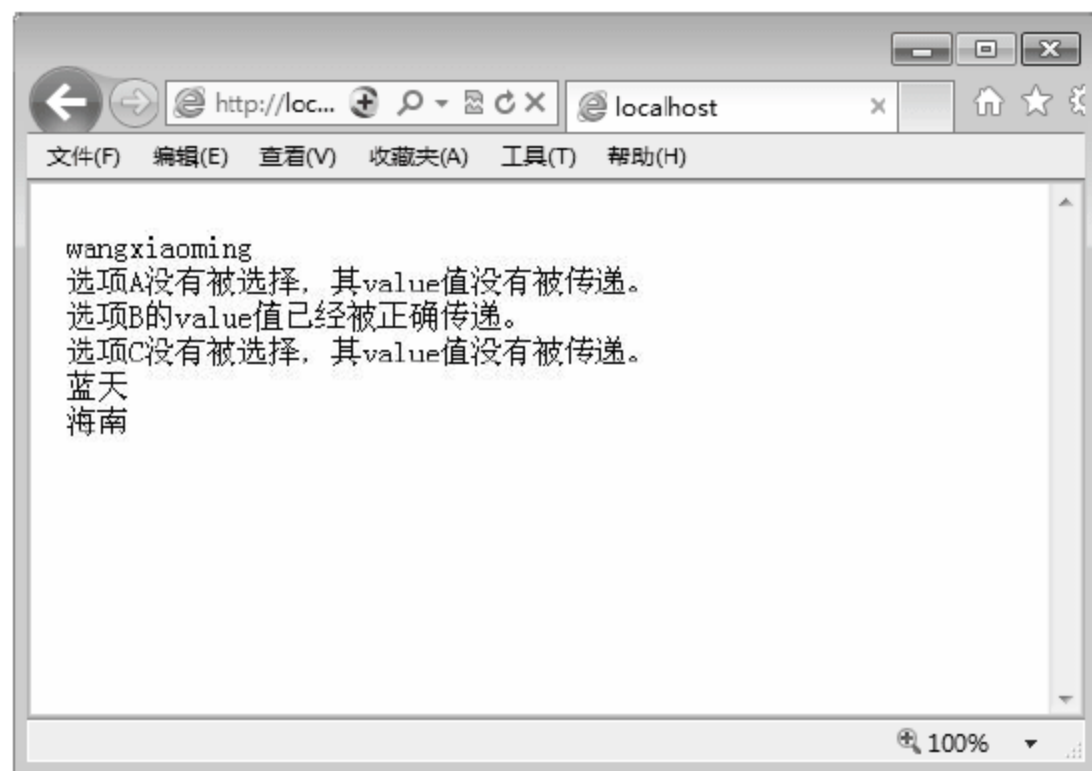 http://loc...
localhost
文件(F) 编辑(E) 查看(V) 收藏夹(A) 工具(T) 帮助(H)
wangxiaoming
选项A没有被选择，其value值没有被传递。
选项B的value值已经被正确传递。
选项C没有被选择，其value值没有被传递。
蓝天
海南
100%